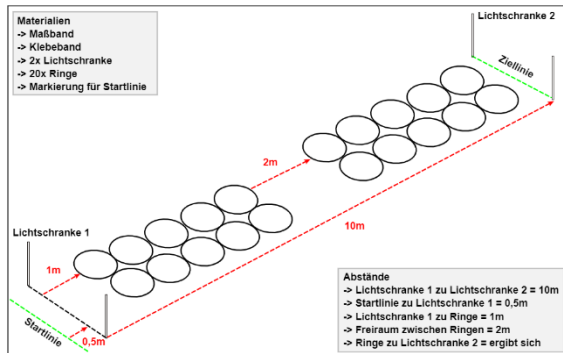 Materialien
-> Maßband
-> Klebeband
-> 2x Lichtschranke
-> 20x Ringe
-> Markierung für Startlinie
Lichtschranke 2
Ziellinie
2m
10m
Lichtschranke 1
1m
Startlinie
0,5m
Abstände
-> Lichtschranke 1 zu Lichtschranke 2 = 10m
-> Startlinie zu Lichtschranke 1 = 0,5m
-> Lichtschranke 1 zu Ringe = 1m
-> Freiraum zwischen Ringen = 2m
-> Ringe zu Lichtschranke 2 = ergibt sich